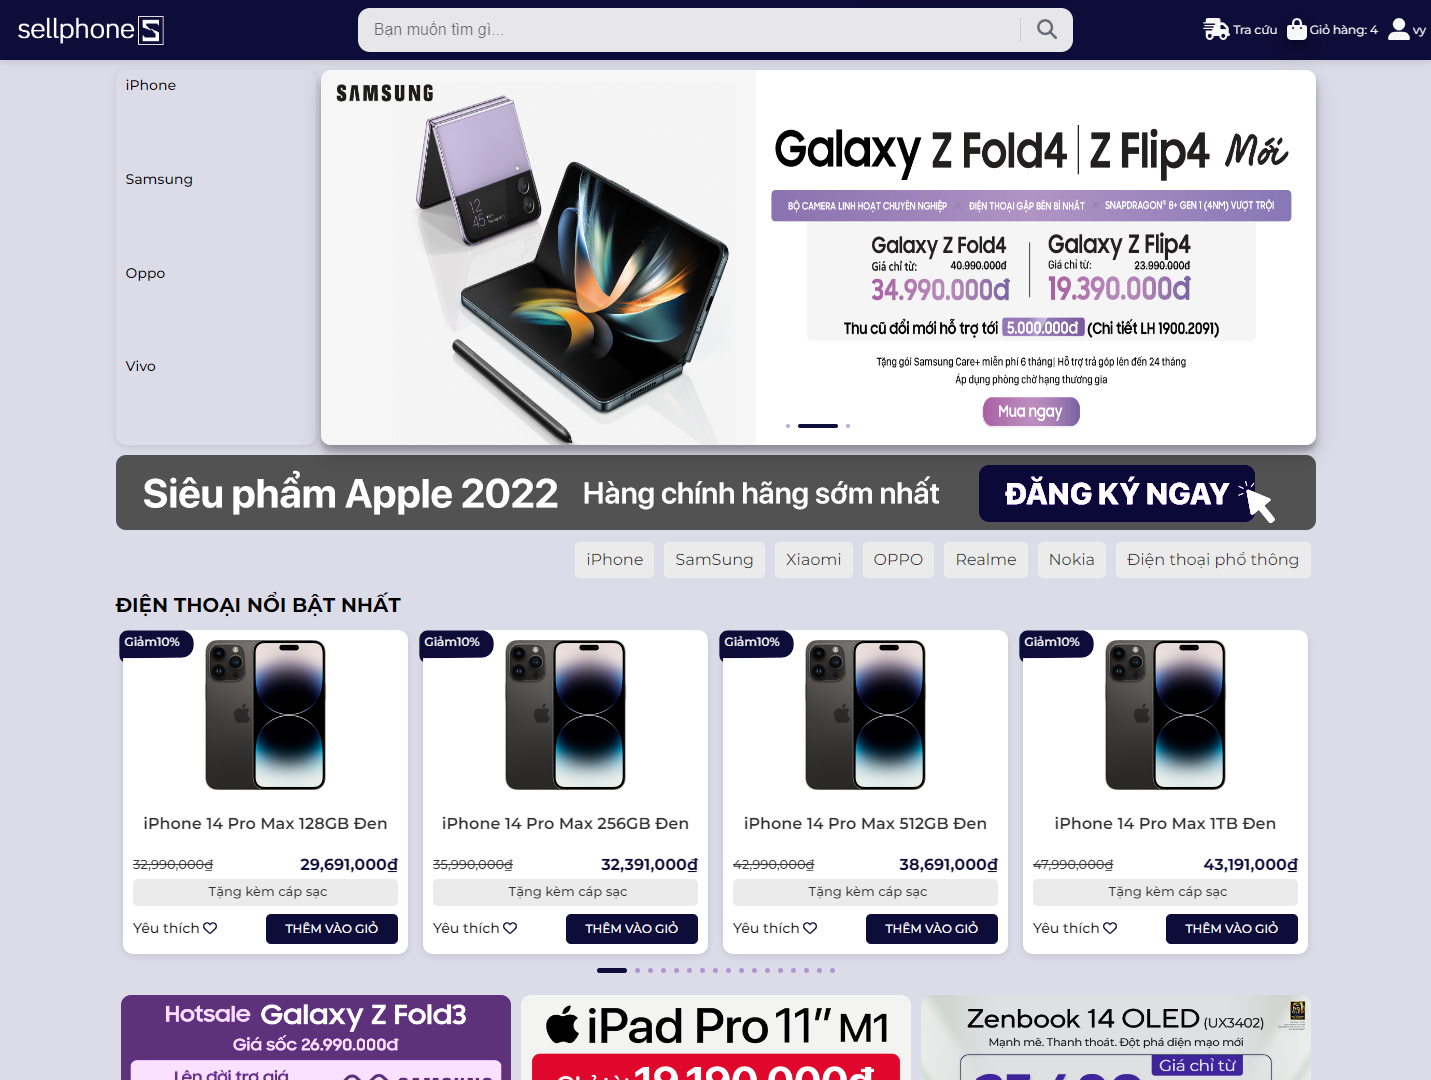 sellphoneS
Bạn muốn tìm gì...
Tra cứu
Giỏ hàng: 4
vy
iPhone
Samsung
Oppo
Vivo
SAMSUNG
Galaxy Z Fold4 | Z Flip4 Mới
BỘ CAMERA LINH HOẠT CHUYÊN NGHIỆP × ĐIỆN THOẠI GẬP BỀN BỈ NHẤT × SNAPDRAGON® 8+ GEN 1 (4NM) VƯỢT TRỘI
Galaxy Z Fold4
Giá chỉ từ: 40.990.000đ
34.990.000đ
Galaxy Z Flip4
Giá chỉ từ: 23.990.000đ
19.390.000đ
Thu cũ đổi mới hỗ trợ tới 5.000.000đ (Chi tiết LH 1900.2091)
Tặng gói Samsung Care+ miễn phí 6 tháng| Hỗ trợ trả góp lên đến 24 tháng
Áp dụng phòng chờ hạng thương gia
Mua ngay
Siêu phẩm Apple 2022 Hàng chính hãng sớm nhất ĐĂNG KÝ NGAY
iPhone
SamSung
Xiaomi
OPPO
Realme
Nokia
Điện thoại phổ thông
ĐIỆN THOẠI NỔI BẬT NHẤT
Giảm10%
iPhone 14 Pro Max 128GB Đen
32,990,000₫ 29,691,000₫
Tặng kèm cáp sạc
Yêu thích THÊM VÀO GIỎ
Giảm10%
iPhone 14 Pro Max 256GB Đen
35,990,000₫ 32,391,000₫
Tặng kèm cáp sạc
Yêu thích THÊM VÀO GIỎ
Giảm10%
iPhone 14 Pro Max 512GB Đen
42,990,000₫ 38,691,000₫
Tặng kèm cáp sạc
Yêu thích THÊM VÀO GIỎ
Giảm10%
iPhone 14 Pro Max 1TB Đen
47,990,000₫ 43,191,000₫
Tặng kèm cáp sạc
Yêu thích THÊM VÀO GIỎ
Hotsale Galaxy Z Fold3
Giá sốc 26.990.000đ
Lên đời trợ giá
SAMSUNG
iPad Pro 11" M1
Chỉ từ 19.190.000đ
Zenbook 14 OLED (UX3402)
Mạnh mẽ. Thanh thoát. Đột phá diện mạo mới
Giá chỉ từ